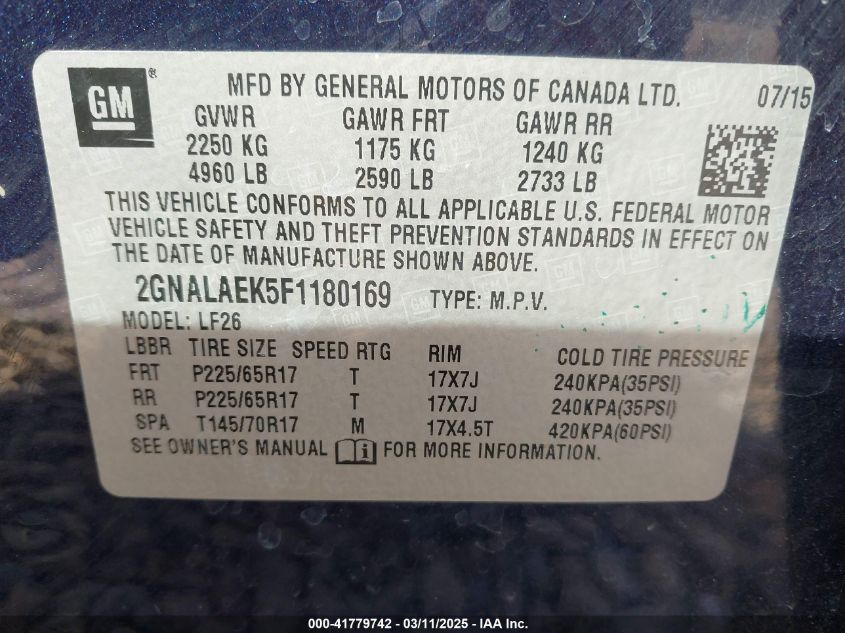 GM ®
MFD BY GENERAL MOTORS OF CANADA LTD. 07/15
GVWR GAWR FRT GAWR RR
2250 KG 1175 KG 1240 KG
4960 LB 2590 LB 2733 LB
THIS VEHICLE CONFORMS TO ALL APPLICABLE U.S. FEDERAL MOTOR
VEHICLE SAFETY AND THEFT PREVENTION STANDARDS IN EFFECT ON
THE DATE OF MANUFACTURE SHOWN ABOVE.
2GNALAEK5F1180169 TYPE: M.P.V.
MODEL: LF26
LBBR TIRE SIZE SPEED RTG RIM COLD TIRE PRESSURE
FRT P225/65R17 T 17X7J 240KPA(35PSI)
RR P225/65R17 T 17X7J 240KPA(35PSI)
SPA T145/70R17 M 17X4.5T 420KPA(60PSI)
SEE OWNER'S MANUAL i FOR MORE INFORMATION.
000-41779742 - 03/11/2025 - IAA Inc.